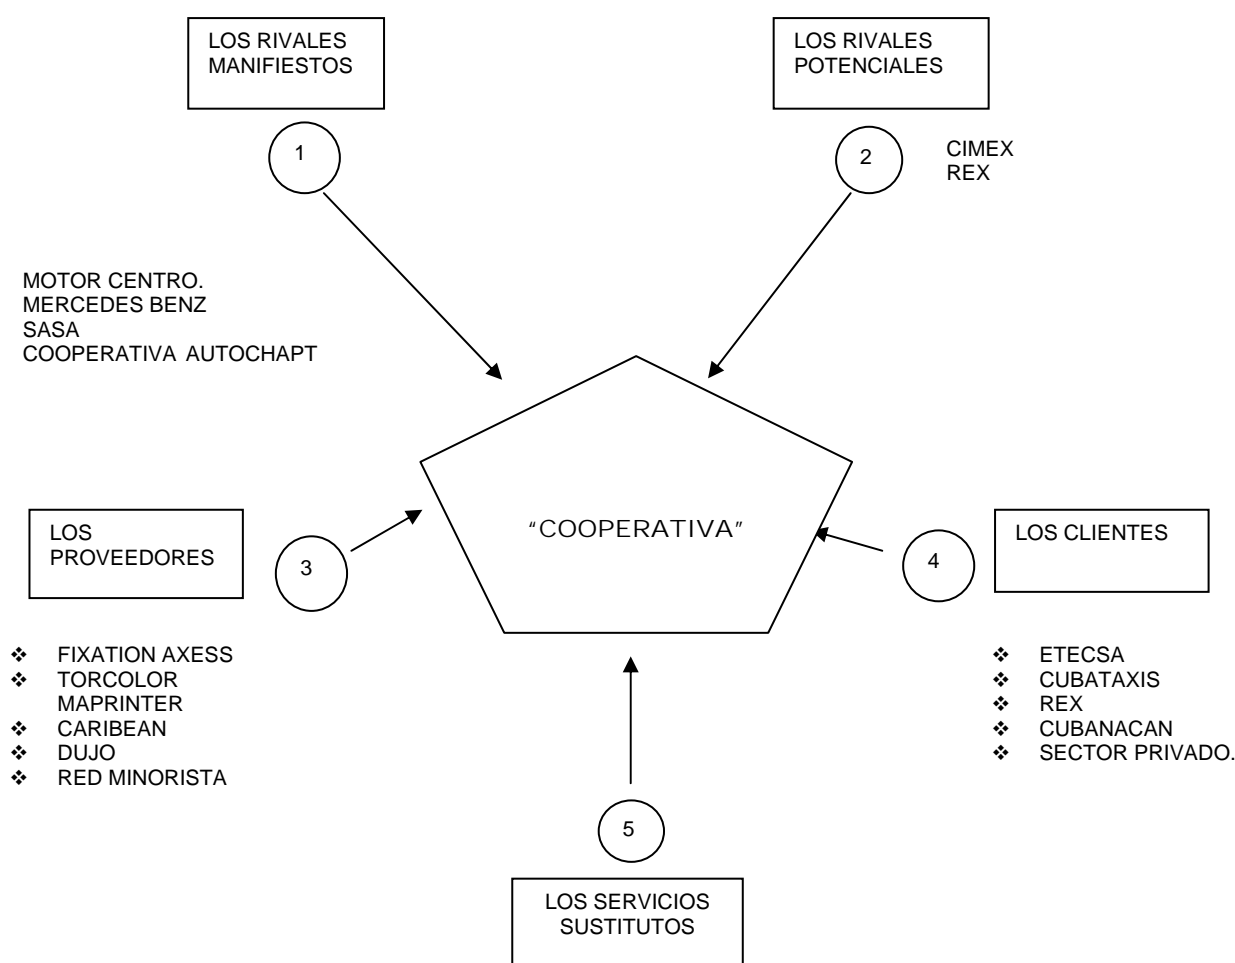 LOS RIVALES
MANIFIESTOS
LOS RIVALES
POTENCIALES
1
2
CIMEX
REX
MOTOR CENTRO.
MERCEDES BENZ
SASA
COOPERATIVA AUTOCHAPT
"COOPERATIVA"
LOS
PROVEEDORES
3
4
LOS CLIENTES
❖ FIXATION AXESS
❖ TORCOLOR
MAPRINTER
❖ CARIBEAN
❖ DUJO
❖ RED MINORISTA
❖ ETECSA
❖ CUBATAXIS
❖ REX
❖ CUBANACAN
❖ SECTOR PRIVADO.
5
LOS SERVICIOS
SUSTITUTOS